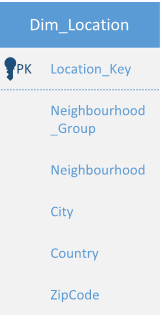 Dim_Location
PK Location_Key
Neighbourhood
_Group
Neighbourhood
City
Country
ZipCode